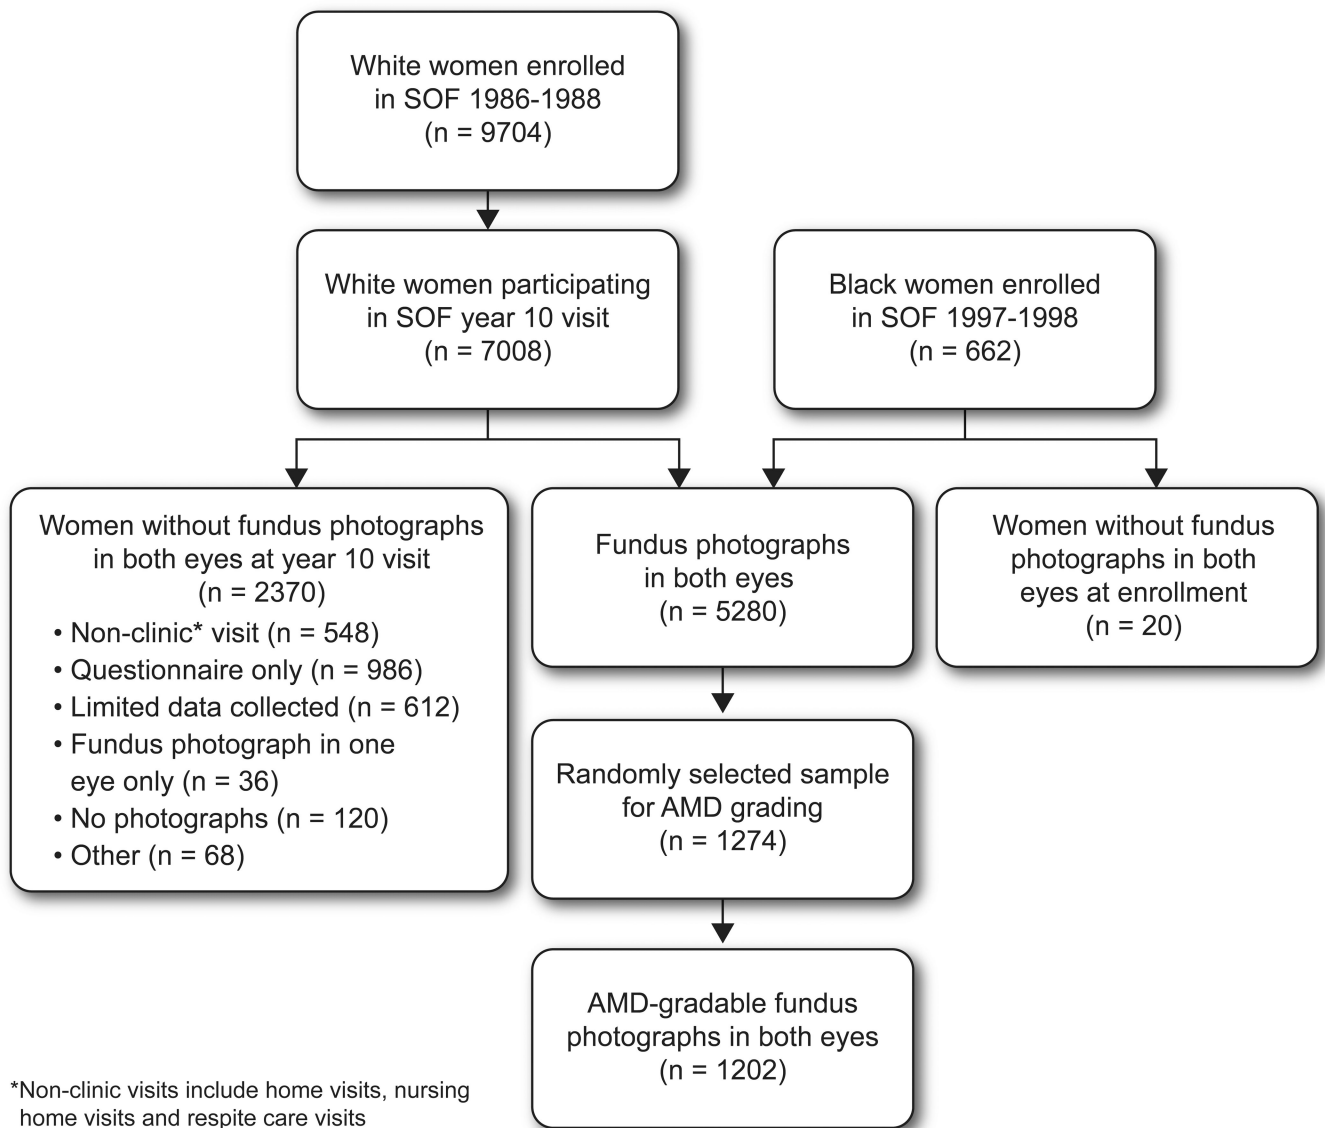 White women enrolled
in SOF 1986-1988
(n = 9704)
White women participating
in SOF year 10 visit
(n = 7008)
Black women enrolled
in SOF 1997-1998
(n = 662)
Women without fundus photographs
in both eyes at year 10 visit
(n = 2370)
• Non-clinic* visit (n = 548)
• Questionnaire only (n = 986)
• Limited data collected (n = 612)
• Fundus photograph in one
eye only (n = 36)
• No photographs (n = 120)
• Other (n = 68)
Fundus photographs
in both eyes
(n = 5280)
Women without fundus
photographs in both
eyes at enrollment
(n = 20)
Randomly selected sample
for AMD grading
(n = 1274)
AMD-gradable fundus
photographs in both eyes
(n = 1202)
*Non-clinic visits include home visits, nursing
home visits and respite care visits